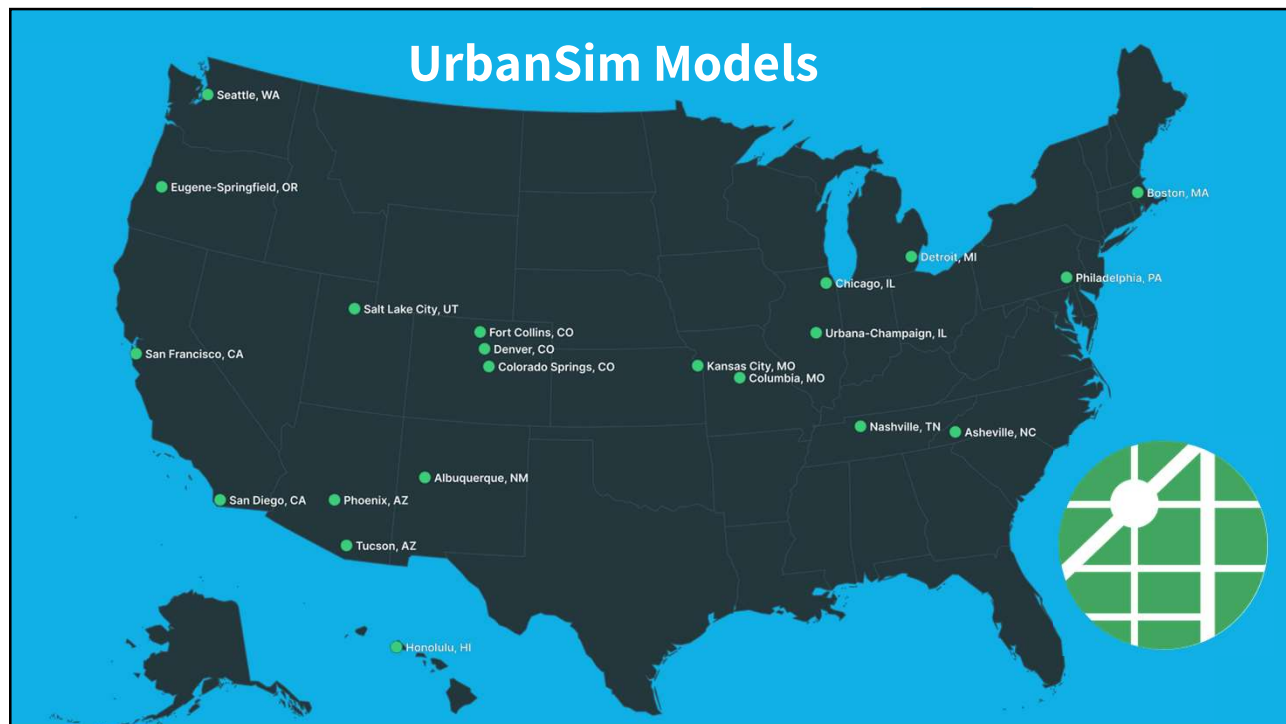 UrbanSim Models
Seattle, WA
Eugene-Springfield, OR
Boston, MA
Detroit, MI
Philadelphia, PA
Chicago, IL
Salt Lake City, UT
Fort Collins, CO
Urbana-Champaign, IL
Denver, CO
San Francisco, CA
Colorado Springs, CO
Kansas City, MO
Columbia, MO
Nashville, TN
Asheville, NC
Albuquerque, NM
San Diego, CA
Phoenix, AZ
Tucson, AZ
Honolulu, HI